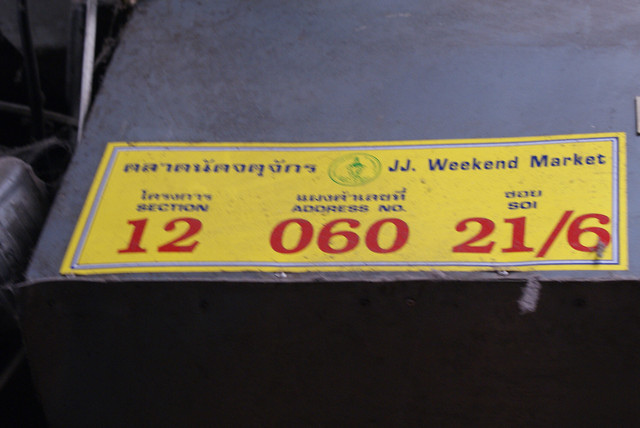 ตลาดนัดจตุจักร JJ. Weekend Market
โครงการ แผงค้าเลขที่ ซอย
SECTION ADDRESS NO. SOI
12 060 21/6